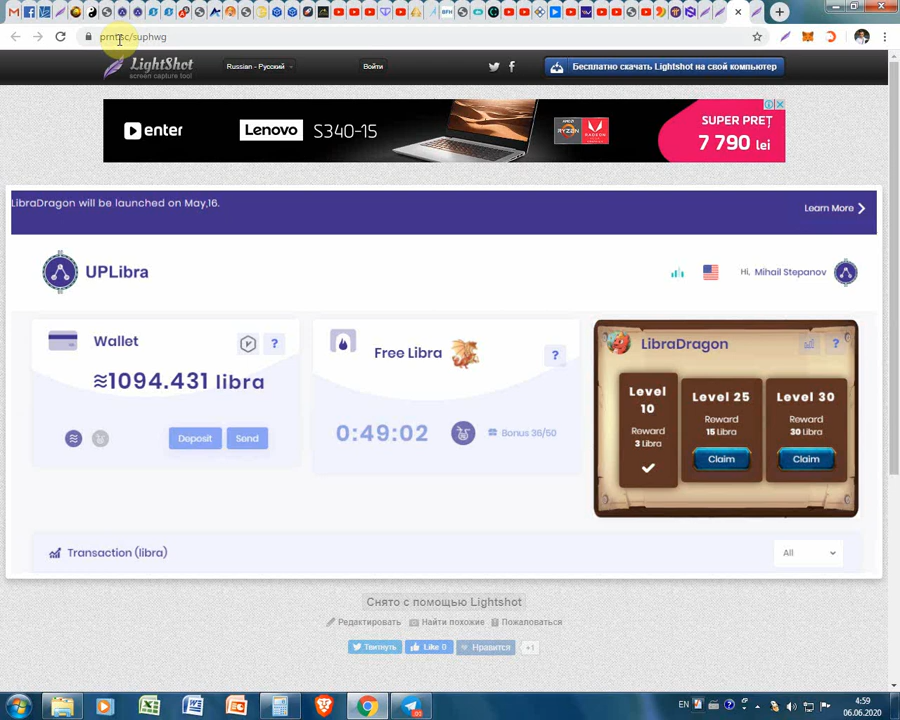 prnt.sc/suphwg
LightShot
screen capture tool
Russian - Русский
Войти
Бесплатно скачать Lightshot на свой компьютер
enter
Lenovo
S340-15
AMD
RYZEN
RADEON
SUPER PREȚ
7 790 lei
LibraDragon will be launched on May,16.
Learn More
UPLibra
Hi, Mihail Stepanov
Wallet
?
≋1094.431 libra
Deposit
Send
Free Libra
?
0:49:02
Bonus 36/50
LibraDragon
?
Level
10
Reward
3 Libra
Level 25
Reward
15 Libra
Claim
Level 30
Reward
30 Libra
Claim
Transaction (libra)
All
Снято с помощью Lightshot
Редактировать
Найти похожие
Пожаловаться
Твитнуть
Like 0
Нравится
+1
EN
4:59
06.06.2020